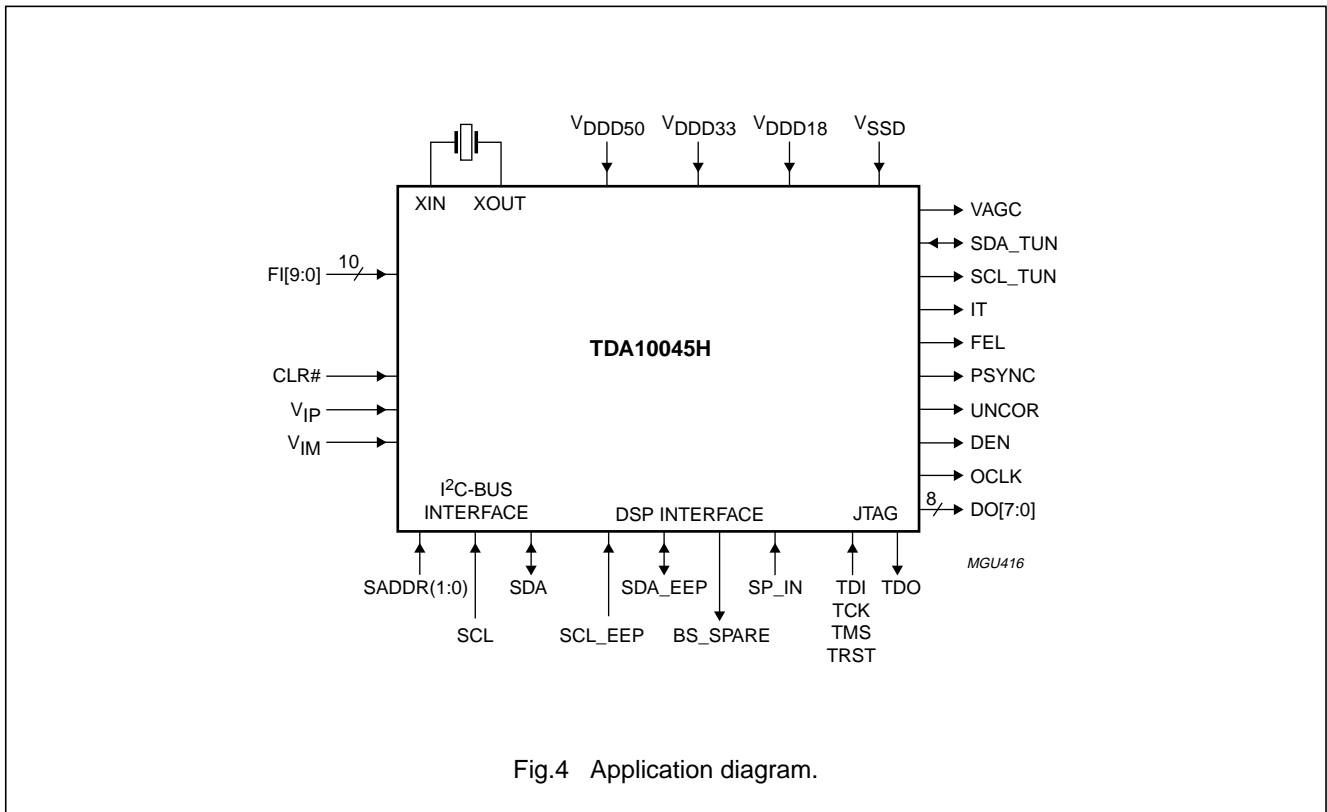 VDDD50 VDDD33 VDDD18 VSSD
XIN XOUT
VAGC
SDA_TUN
FI[9:0] 10
SCL_TUN
IT
TDA10045H
FEL
CLR#
PSYNC
VIP
UNCOR
VIM
DEN
OCLK
I2C-BUS
INTERFACE
DSP INTERFACE
JTAG
8 DO[7:0]
MGU416
SADDR(1:0) SDA SDA_EEP SP_IN TDI TDO
TCK
SCL SCL_EEP BS_SPARE TMS
TRST
Fig.4 Application diagram.